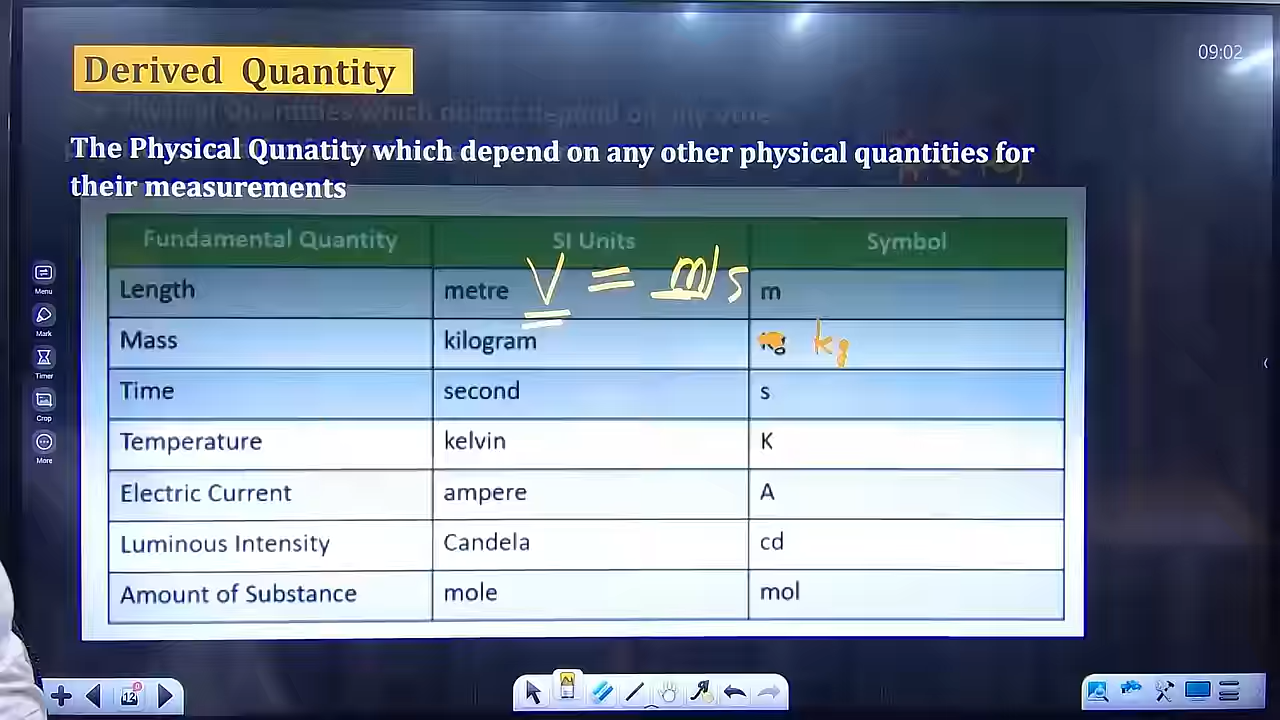 Derived Quantity
09:02
The Physical Qunatity which depend on any other physical quantities for
their measurements
Fundamental Quantity SI Units Symbol
V = m/s
Length metre m
Mass kilogram kg kg
Time second s
Temperature kelvin K
Electric Current ampere A
Luminous Intensity Candela cd
Amount of Substance mole mol
Menu
Mark
Timer
Crop
More
12